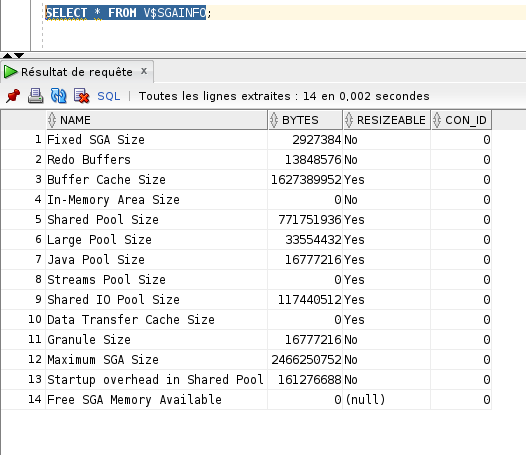 SELECT * FROM V$SGAINFO;
Résultat de requête x
SQL | Toutes les lignes extraites : 14 en 0,002 secondes
NAME BYTES RESIZEABLE CON_ID
1 Fixed SGA Size 2927384 No 0
2 Redo Buffers 13848576 No 0
3 Buffer Cache Size 1627389952 Yes 0
4 In-Memory Area Size 0 No 0
5 Shared Pool Size 771751936 Yes 0
6 Large Pool Size 33554432 Yes 0
7 Java Pool Size 16777216 Yes 0
8 Streams Pool Size 0 Yes 0
9 Shared IO Pool Size 117440512 Yes 0
10 Data Transfer Cache Size 0 Yes 0
11 Granule Size 16777216 No 0
12 Maximum SGA Size 2466250752 No 0
13 Startup overhead in Shared Pool 161276688 No 0
14 Free SGA Memory Available 0 (null) 0